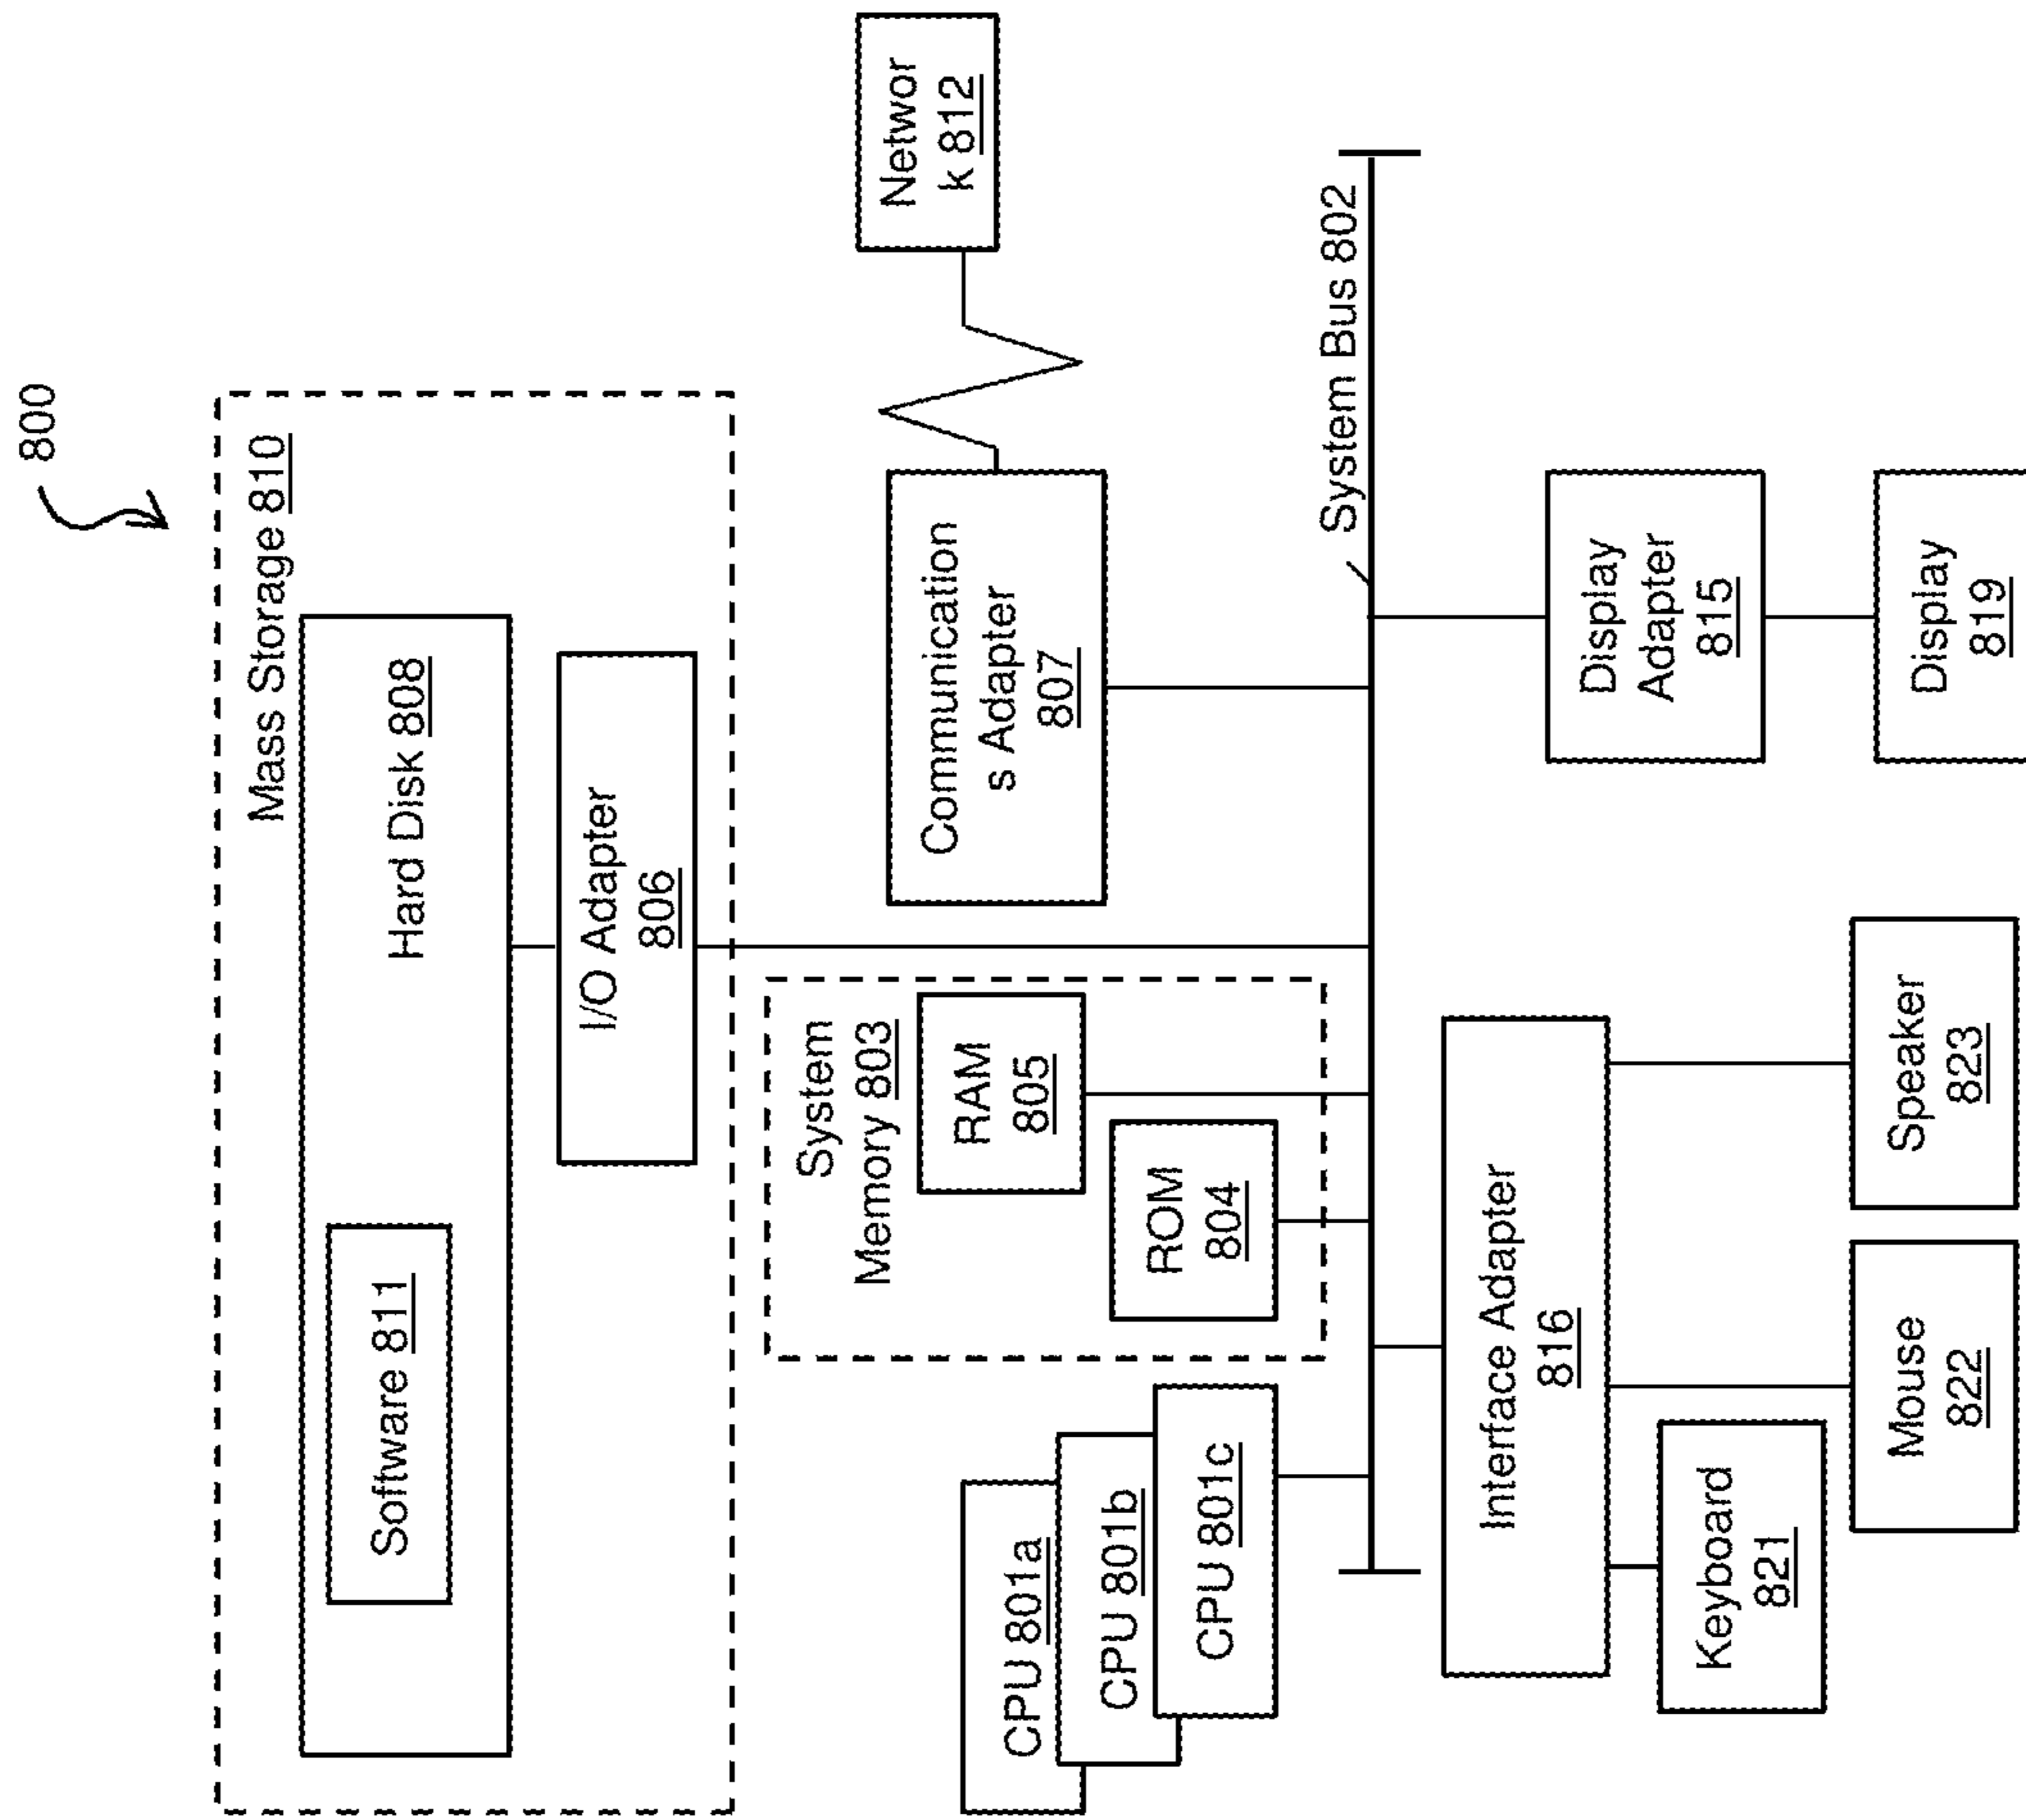 800
Mass Storage 810
Hard Disk 808
Software 811
I/O Adapter
806
System
Memory 803
RAM
805
ROM
804
CPU 801a
CPU 801b
CPU 801c
Communication
s Adapter
807
Networ
k 812
System Bus 802
Interface Adapter
816
Keyboard
821
Mouse
822
Speaker
823
Display
Adapter
815
Display
819